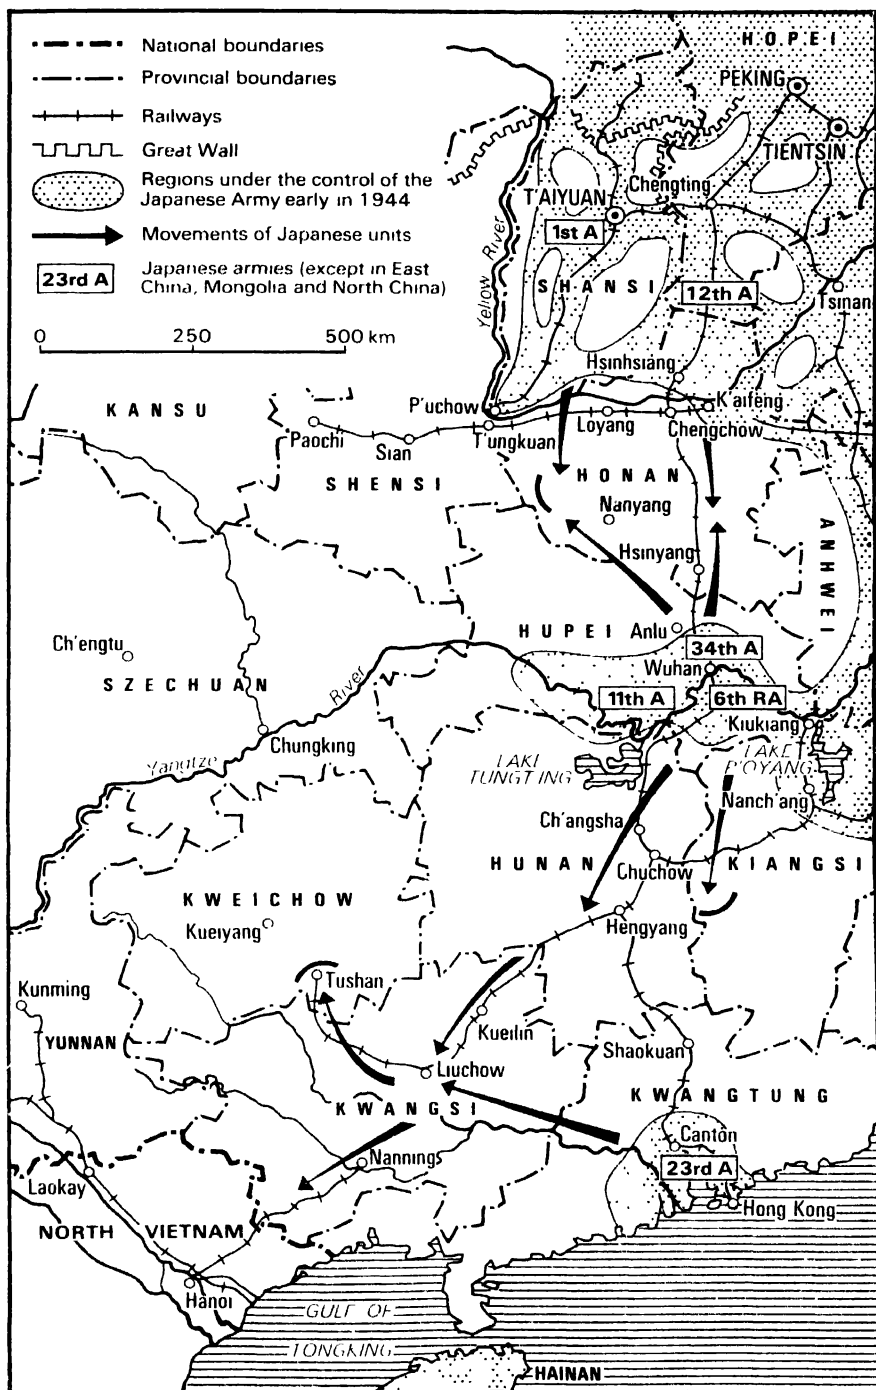 National boundaries
Provincial boundaries
Railways
Great Wall
Regions under the control of the
Japanese Army early in 1944
Movements of Japanese units
23rd A
Japanese armies (except in East
China, Mongolia and North China)
0 250 500 km
HOPEI
PEKING
TIENTSIN
Chengting
T'AIYUAN
1st A
Yellow River
SHANSI
12th A
Tsinan
Hsinhsiang
P'uchow
K'aifeng
KANSU
Paochi
Sian
T'ungkuan
Loyang
Chengchow
SHENSI
HONAN
Nanyang
Hsinyang
ANHWEI
HUPEI
Anlu
34th A
Ch'engtu
Wuhan
SZECHUAN
River
11th A
6th RA
Kiukiang
Chungking
Yangtze
LAKE
TUNGTING
LAKE
P'OYANG
Nanch'ang
Ch'angsha
HUNAN
Chuchow
KIANGSI
KWEICHOW
Kueiyang
Hengyang
Tushan
Kunming
Kueilin
YUNNAN
Shaokuan
Liuchow
KWANGSI
KWANGTUNG
Canton
Nanning
23rd A
Laokay
Hong Kong
NORTH VIETNAM
Hanoi
GULF OF
TONGKING
HAINAN